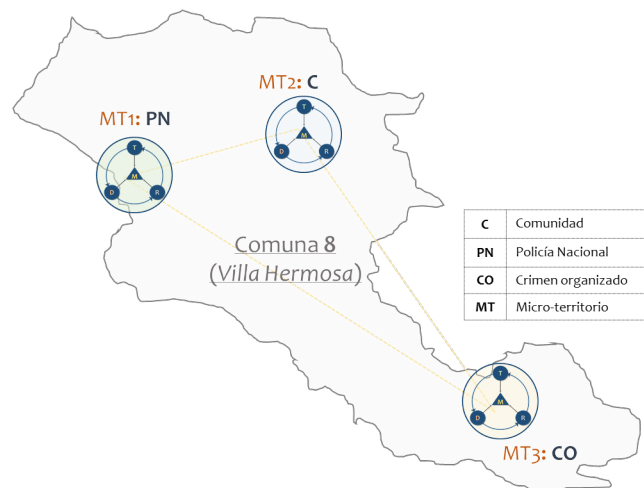 MT2: C
T
M
D
R
MT1: PN
T
M
D
R
Comuna 8
(Villa Hermosa)
C Comunidad
PN Policía Nacional
CO Crimen organizado
MT Micro-territorio
T
M
D
R
MT3: CO